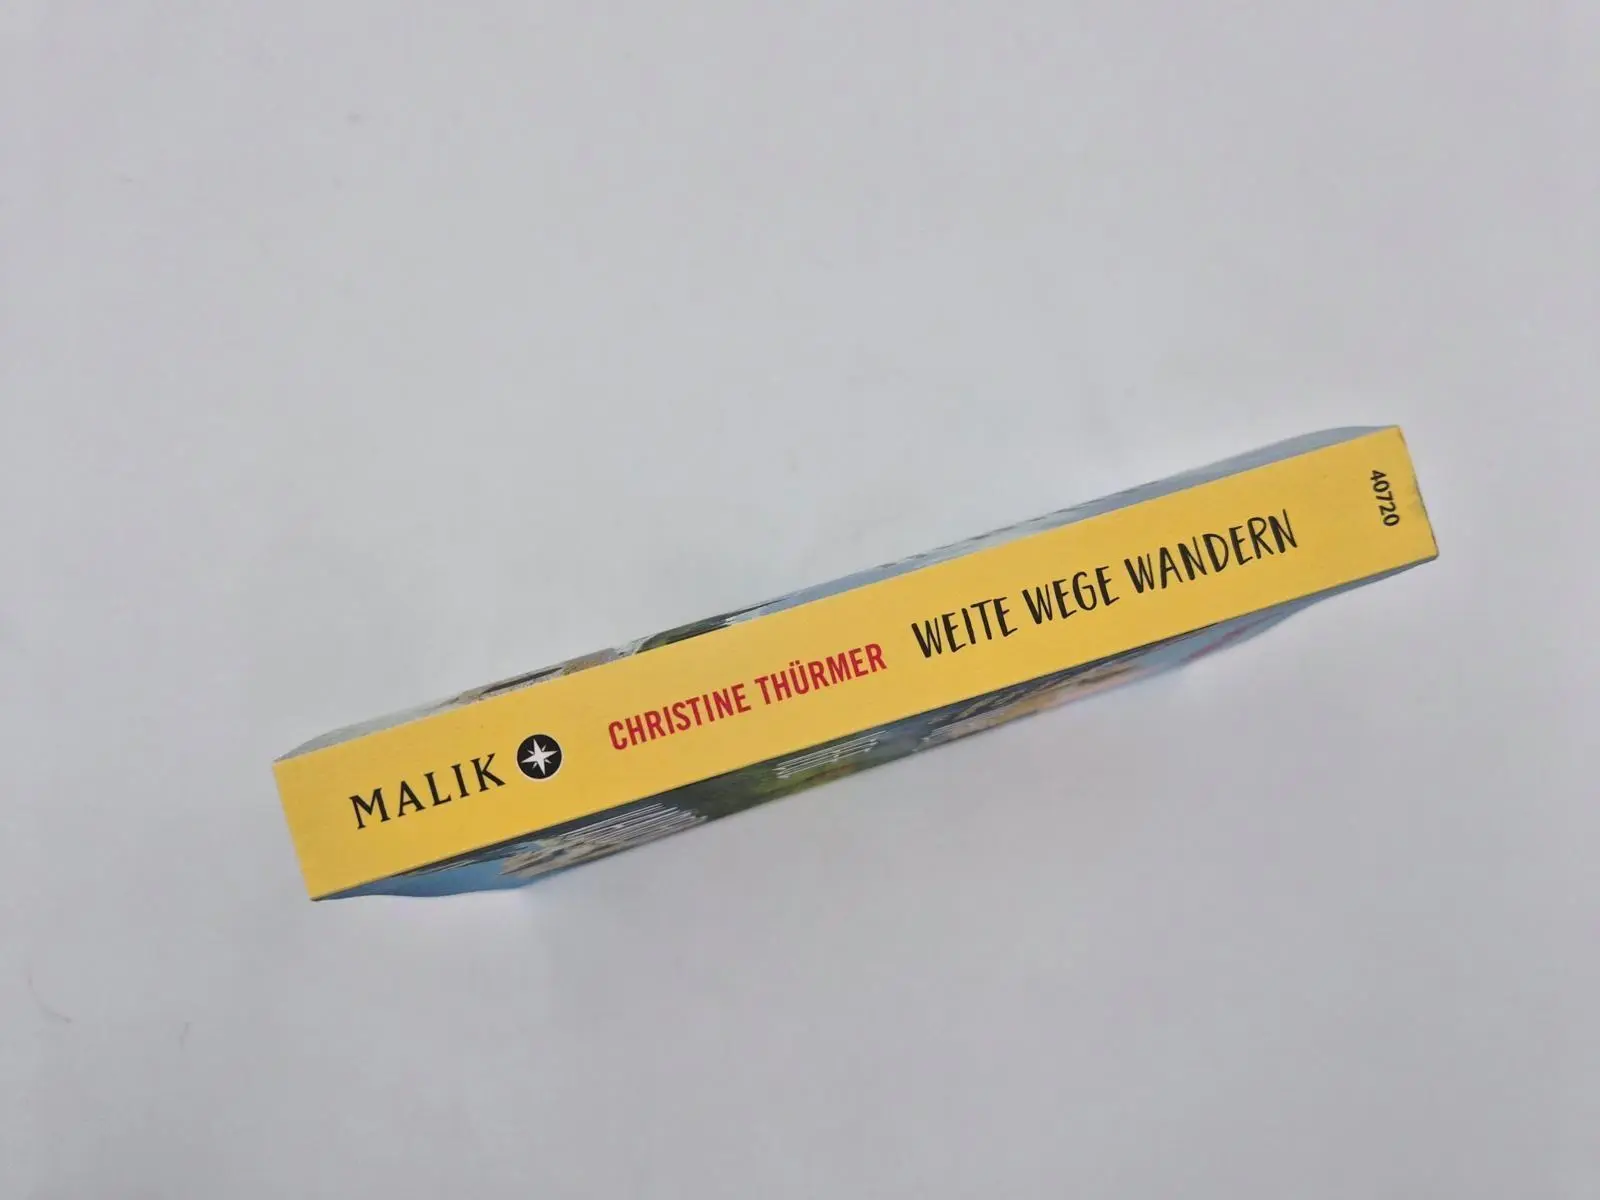 MALIK
CHRISTINE THÜRMER
WEITE WEGE WANDERN
40720